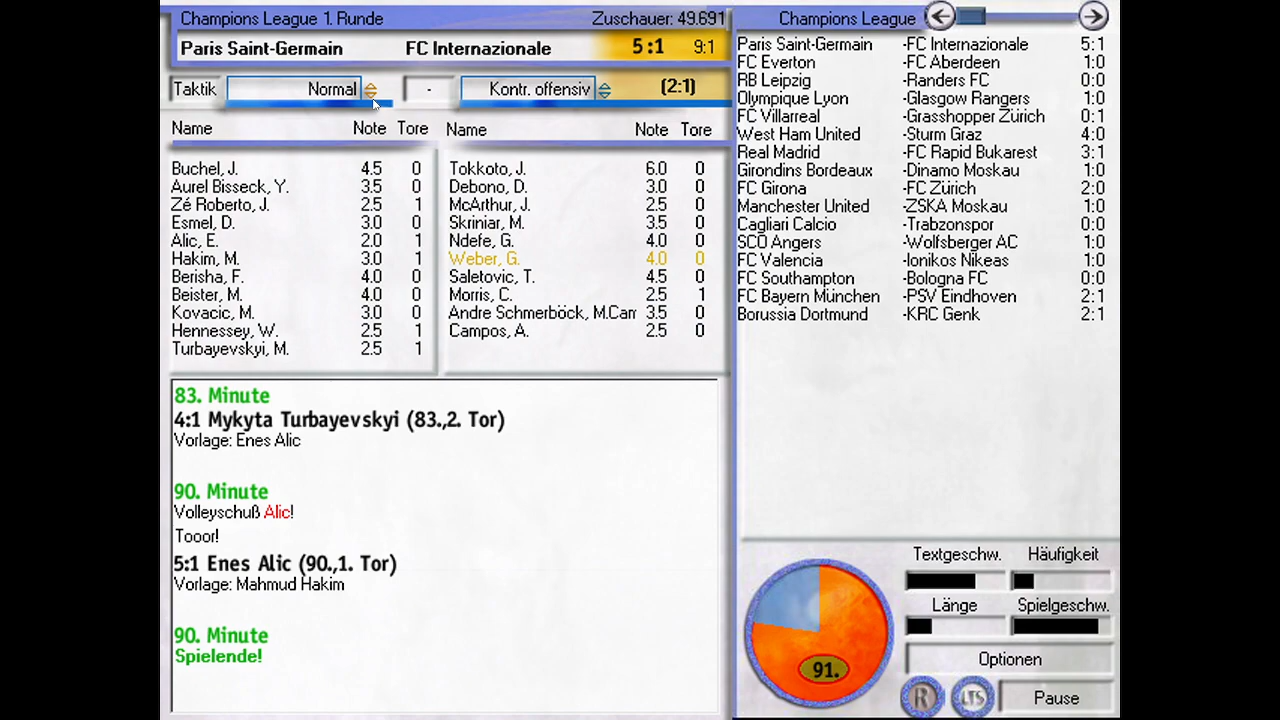 Champions League 1. Runde Zuschauer: 49.691
Paris Saint-Germain FC Internazionale 5:1 9:1
Taktik Normal - Kontr. offensiv (2:1)
Name Note Tore Name Note Tore
Buchel, J. 4.5 0 Tokkoto, J. 6.0 0
Aurel Bisseck, Y. 3.5 0 Debono, D. 3.0 0
Zé Roberto, J. 2.5 1 McArthur, J. 2.5 0
Esmel, D. 3.0 0 Skriniar, M. 3.5 0
Alic, E. 2.0 1 Ndefe, G. 4.0 0
Hakim, M. 3.0 1 Weber, G. 4.0 0
Berisha, F. 4.0 0 Saletovic, T. 4.5 0
Beister, M. 4.0 0 Morris, C. 2.5 1
Kovacic, M. 3.0 0 Andre Schmerböck, M.Carr 3.5 0
Hennessey, W. 2.5 1 Campos, A. 2.5 0
Turbayevskyi, M. 2.5 1
83. Minute
4:1 Mykyta Turbayevskyi (83.,2. Tor)
Vorlage: Enes Alic
90. Minute
Volleyschuß Alic!
Tooor!
5:1 Enes Alic (90.,1. Tor)
Vorlage: Mahmud Hakim
90. Minute
Spielende!
Champions League
Paris Saint-Germain -FC Internazionale 5:1
FC Everton -FC Aberdeen 1:0
RB Leipzig -Randers FC 0:0
Olympique Lyon -Glasgow Rangers 1:0
FC Villarreal -Grasshopper Zürich 0:1
West Ham United -Sturm Graz 4:0
Real Madrid -FC Rapid Bukarest 3:1
Girondins Bordeaux -Dinamo Moskau 1:0
FC Girona -FC Zürich 2:0
Manchester United -ZSKA Moskau 1:0
Cagliari Calcio -Trabzonspor 0:0
SCO Angers -Wolfsberger AC 1:0
FC Valencia -Ionikos Nikeas 1:0
FC Southampton -Bologna FC 0:0
FC Bayern München -PSV Eindhoven 2:1
Borussia Dortmund -KRC Genk 2:1
Textgeschw. Häufigkeit
Länge Spielgeschw.
91.
Optionen
R LTS Pause